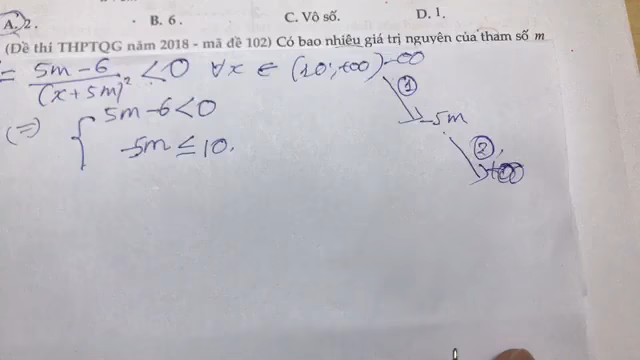 A. 2. B. 6. C. Vô số. D. 1.
(Đề thi THPTQG năm 2018 - mã đề 102) Có bao nhiêu giá trị nguyên của tham số m
= 5m - 6 / (x + 5m)² < 0 ∀x ∈ (10; +∞) -∞
① -5m
② +∞
(=>) { 5m - 6 < 0
-5m ≤ 10.